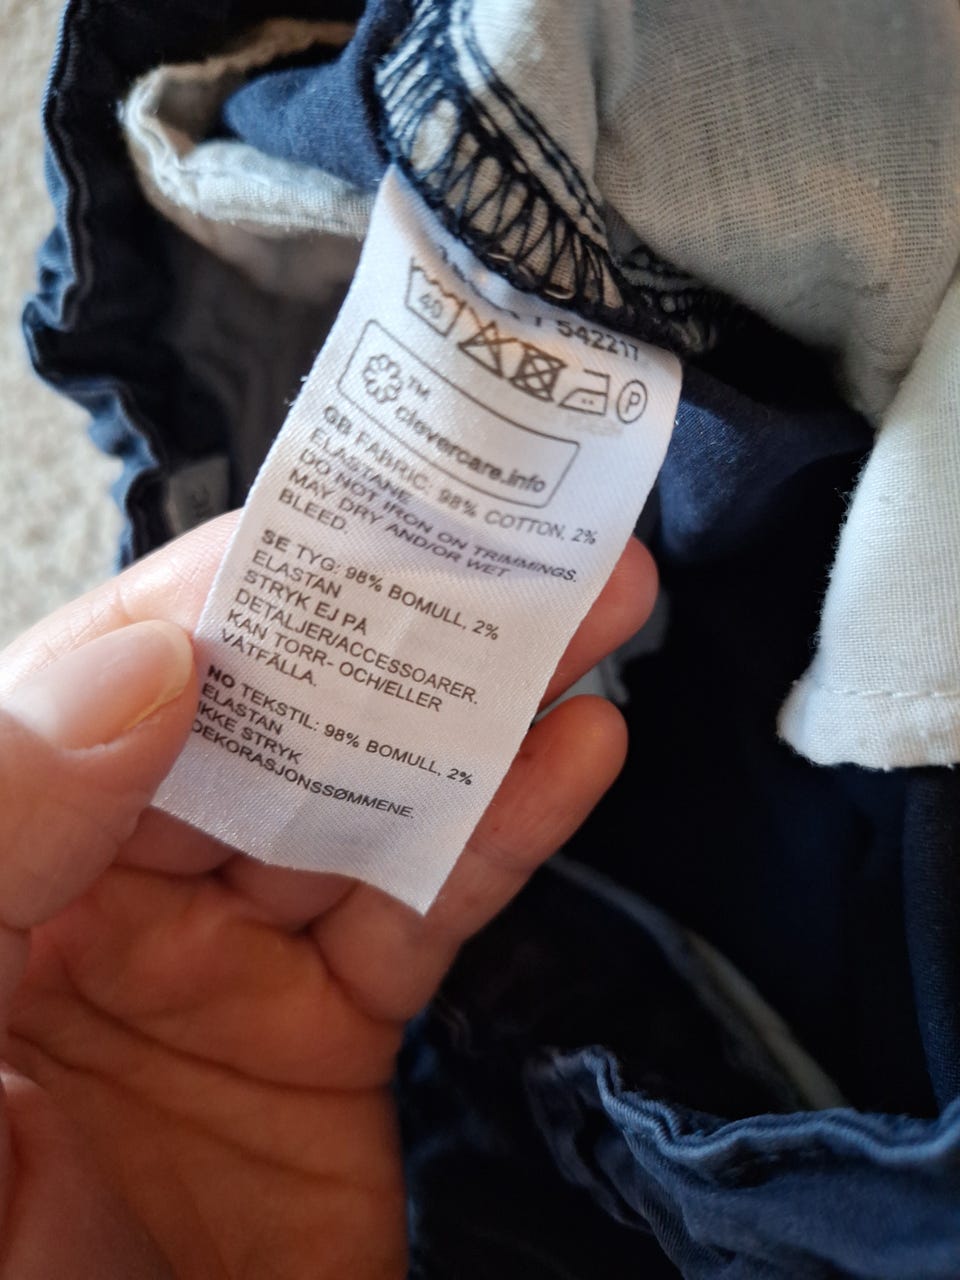 542211
40
P
™
clevercare.info
GB FABRIC: 98% COTTON, 2%
ELASTANE
DO NOT IRON ON TRIMMINGS.
MAY DRY AND/OR WET
BLEED.
SE TYG: 98% BOMULL, 2%
ELASTAN
STRYK EJ PÅ
DETALJER/ACCESSOARER.
KAN TORR- OCH/ELLER
VÅTFÄLLA.
NO TEKSTIL: 98% BOMULL, 2%
ELASTAN
IKKE STRYK
DEKORASJONSSØMMENE.